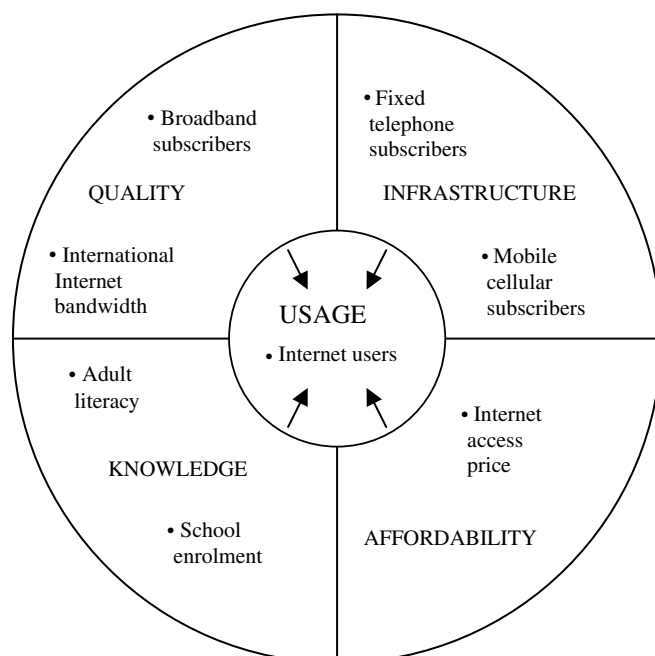 • Broadband
subscribers
QUALITY
• International
Internet
bandwidth
• Fixed
telephone
subscribers
INFRASTRUCTURE
• Mobile
cellular
subscribers
USAGE
• Internet users
• Adult
literacy
KNOWLEDGE
• School
enrolment
• Internet
access
price
AFFORDABILITY